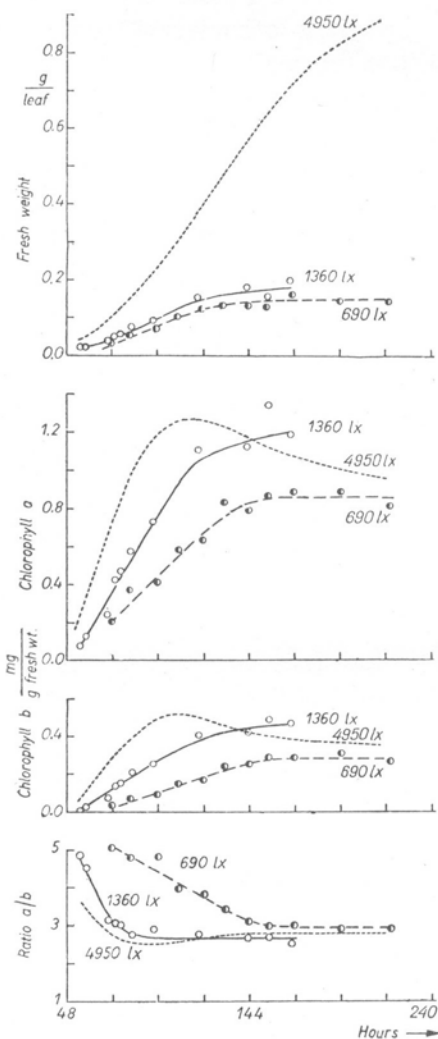 0.8
4950 lx
g
leaf
0.6
0.4
Fresh weight
0.2
1360 lx
690 lx
0.0
1.2
1360 lx
4950 lx
0.8
690 lx
Chlorophyll a
0.4
0.0
mg
g fresh wt.
Chlorophyll b
0.4
1360 lx
4950 lx
690 lx
0.0
5
690 lx
1360 lx
Ratio a/b
3
4950 lx
1
48
144
240
Hours